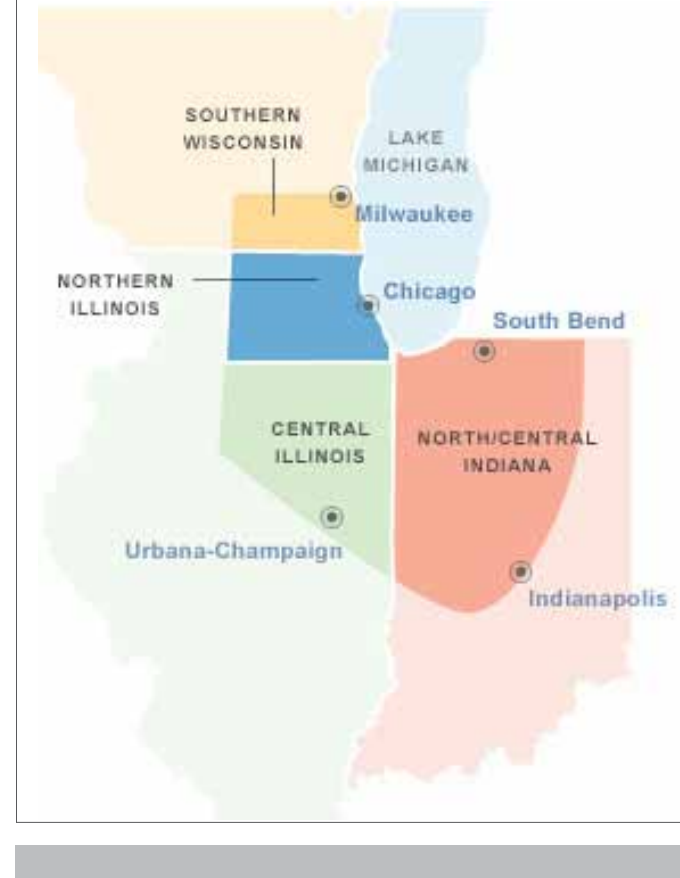 SOUTHERN
WISCONSIN
LAKE
MICHIGAN
Milwaukee
NORTHERN
ILLINOIS
Chicago
South Bend
CENTRAL
ILLINOIS
NORTH/CENTRAL
INDIANA
Urbana-Champaign
Indianapolis